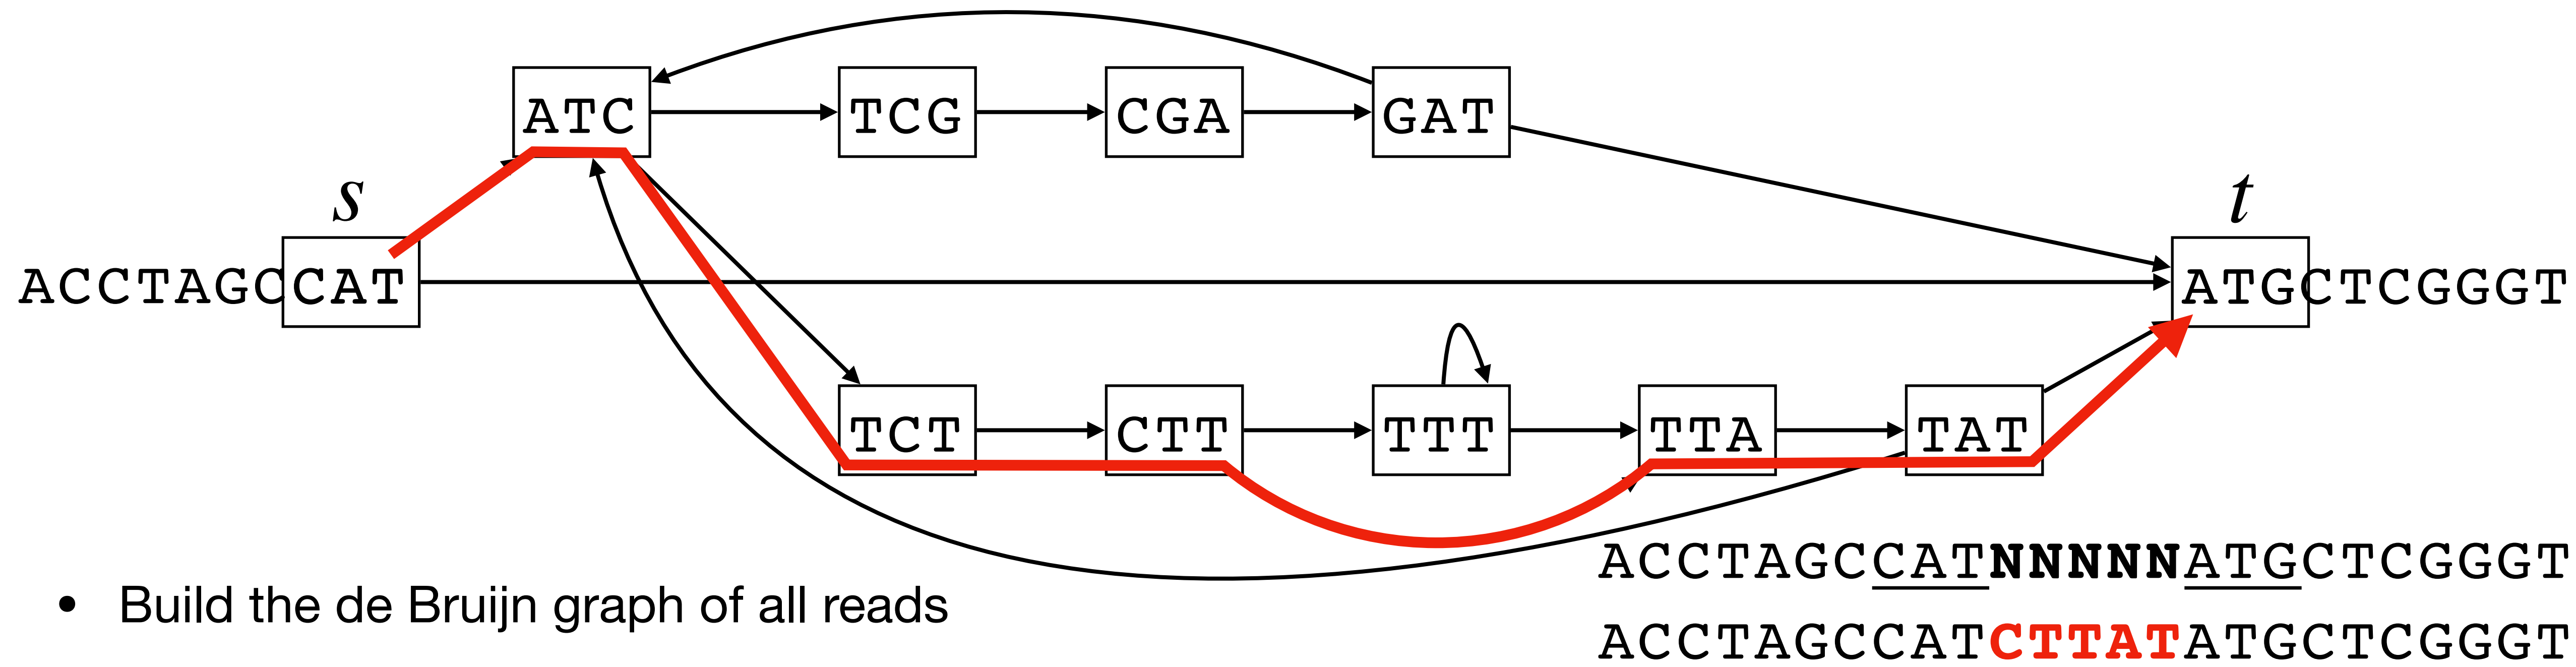 ATC TCG CGA GAT
s t
ACCTAGCCAT ATGCTCGGGT
TCT CTT TTT TTA TAT
ACCTAGCCATNNNNNATGCTCGGGT
• Build the de Bruijn graph of all reads
ACCTAGCCATCTTATATGCTCGGGT